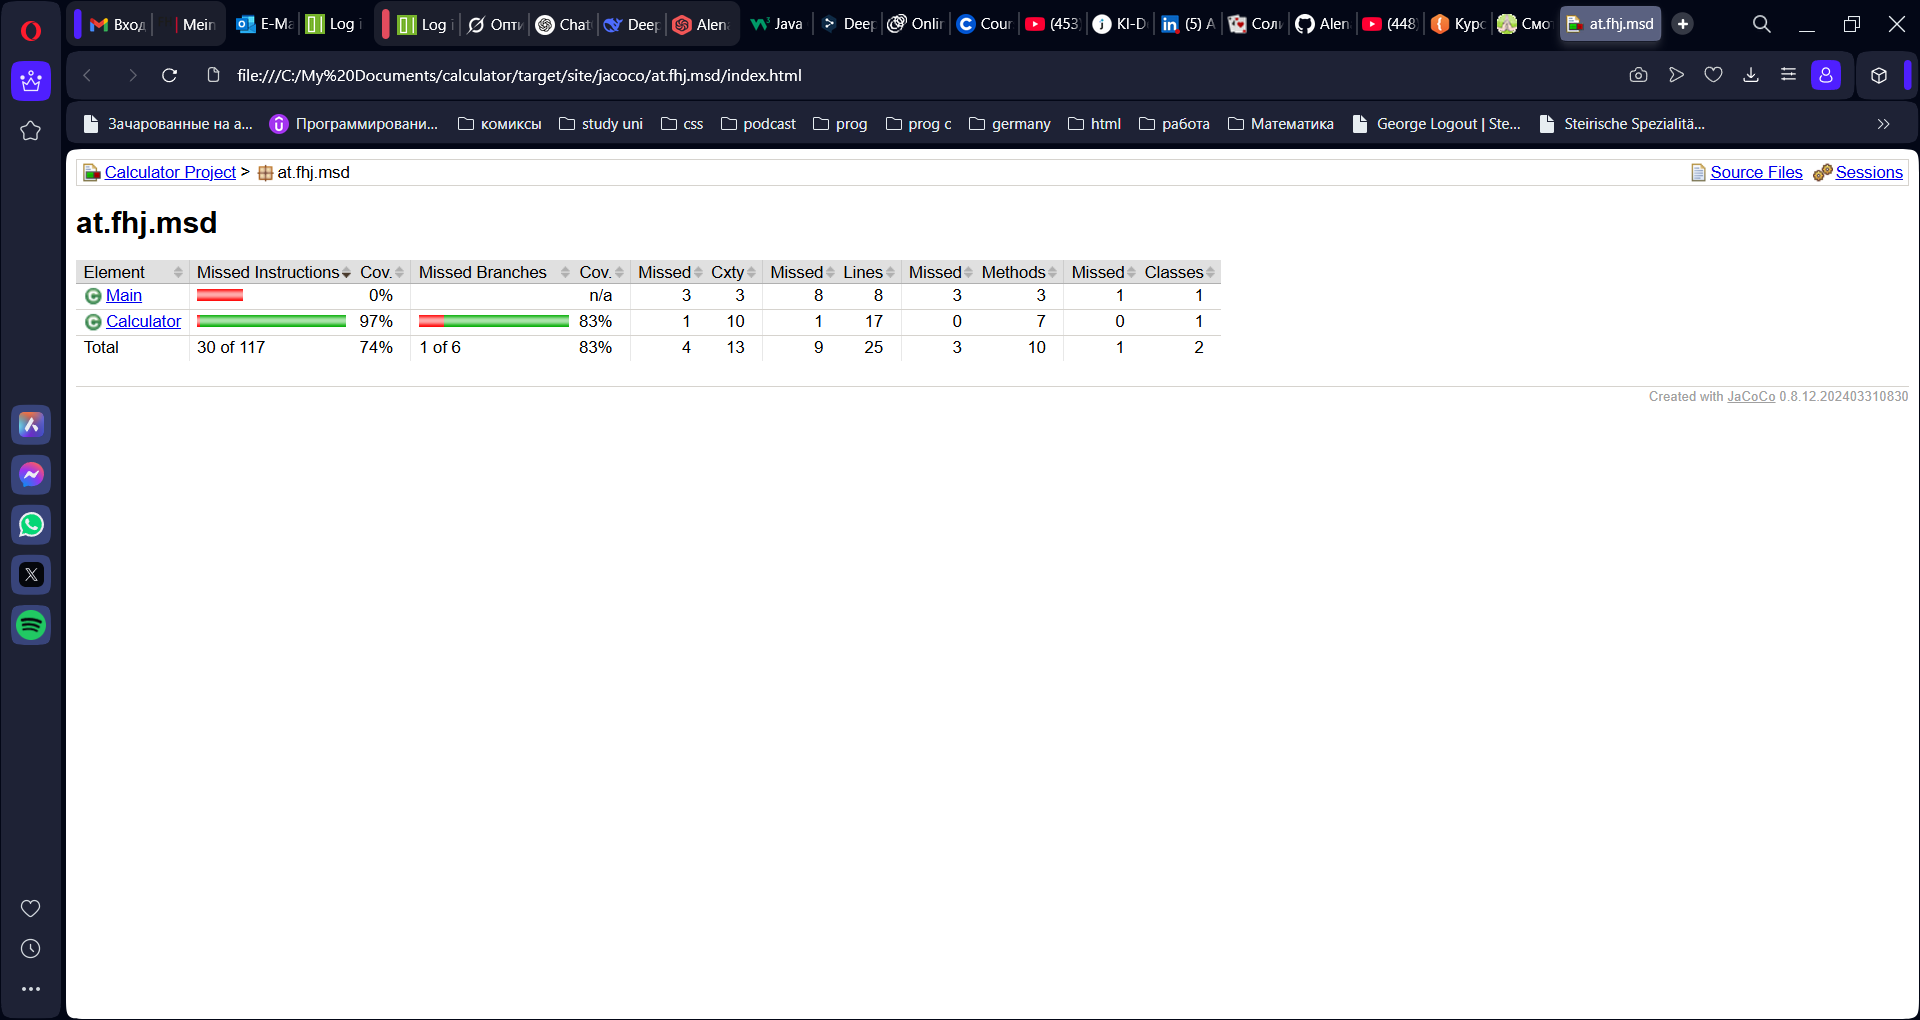 Вход Mein E-Ma Log i Log i Опти Chat Deep Alena Java Deep Onlin Cour (453) KI-D (5) A Соли Alen (448) Курс Смо at.fhj.msd
file:///C:/My%20Documents/calculator/target/site/jacoco/at.fhj.msd/index.html
Зачарованные на а... Программировани... комиксы study uni css podcast prog prog c germany html работа Математика George Logout | Ste... Steirische Spezialitä...
Calculator Project > at.fhj.msd Source Files Sessions
at.fhj.msd
Element Missed Instructions Cov. Missed Branches Cov. Missed Cxty Missed Lines Missed Methods Missed Classes
Main 0% n/a 3 3 8 8 3 3 1 1
Calculator 97% 83% 1 10 1 17 0 7 0 1
Total 30 of 117 74% 1 of 6 83% 4 13 9 25 3 10 1 2
Created with JaCoCo 0.8.12.202403310830